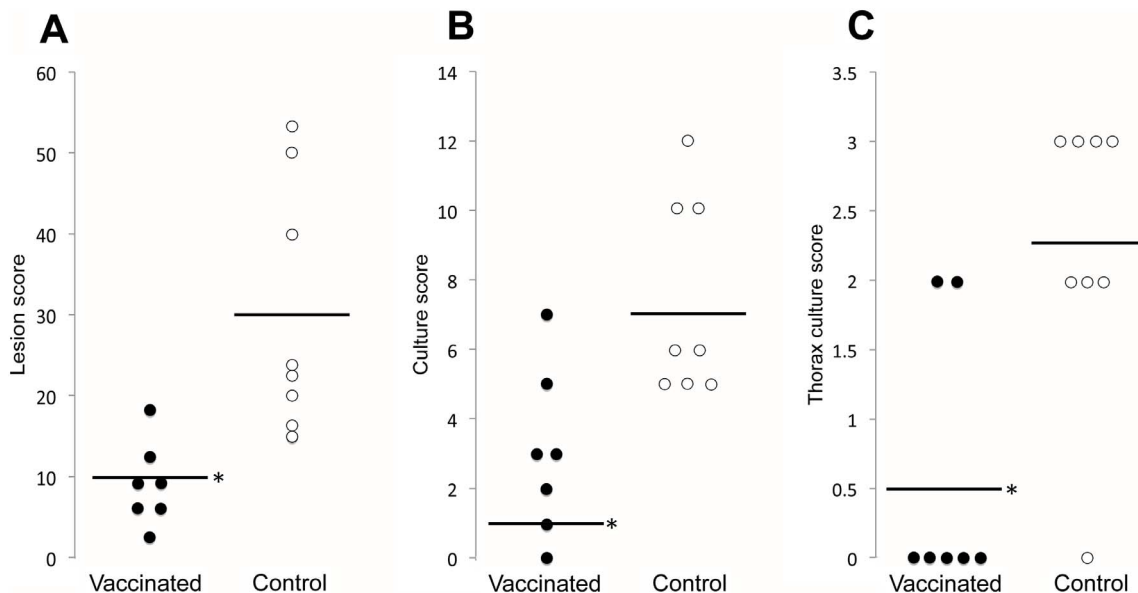 A
Lesion score
60
50
40
30
20
10
0
*
Vaccinated
Control
B
Culture score
14
12
10
8
6
4
2
0
*
Vaccinated
Control
C
Thorax culture score
3.5
3
2.5
2
1.5
1
0.5
0
*
Vaccinated
Control